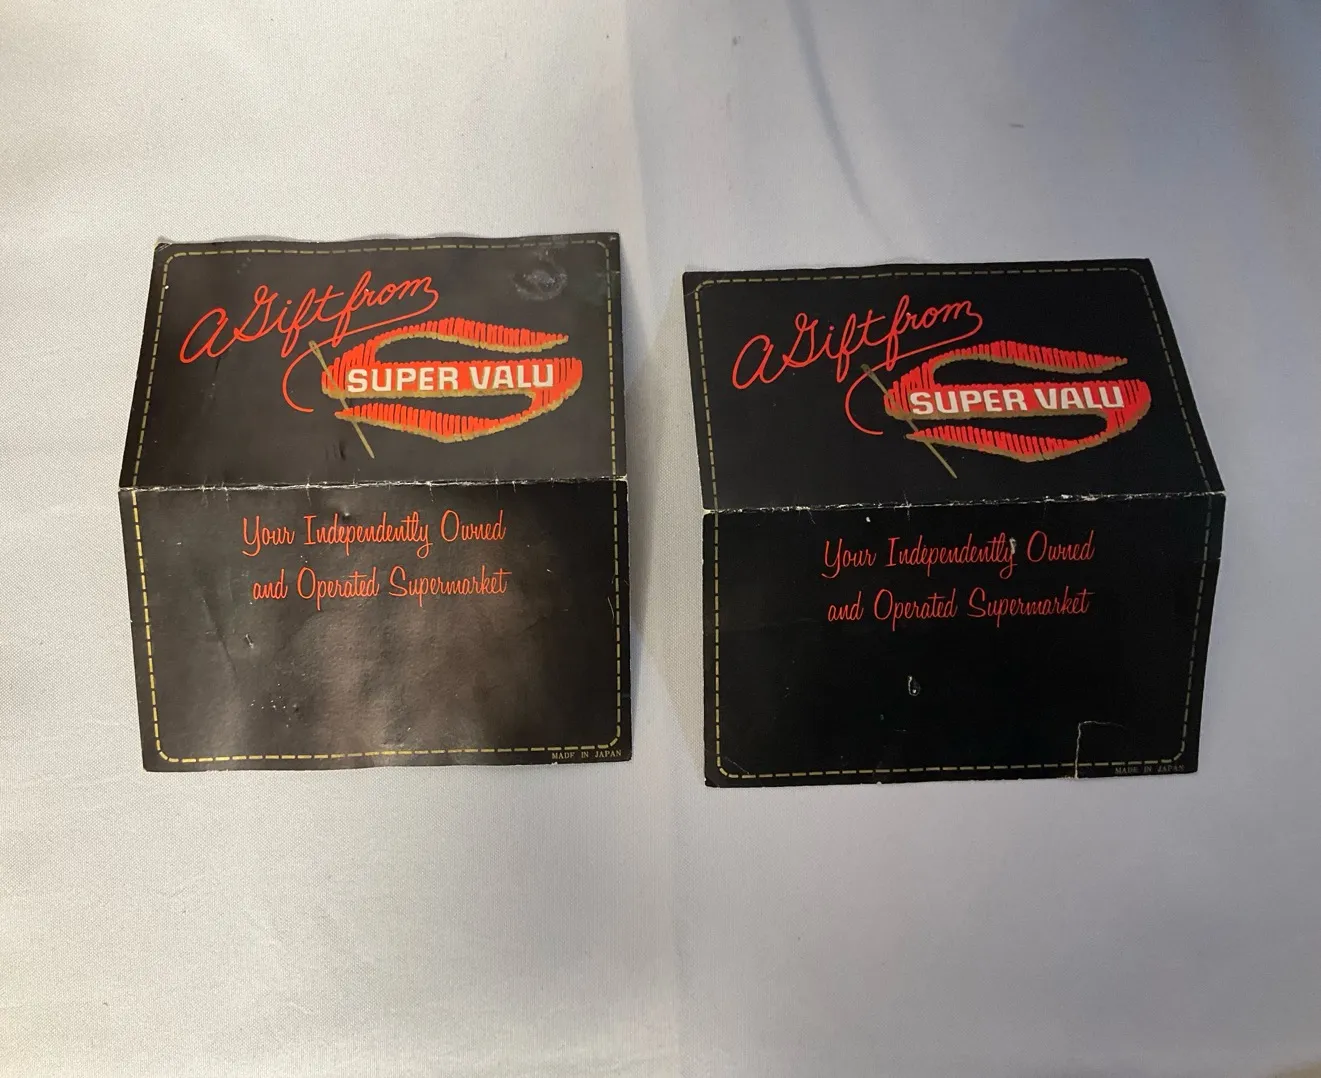 A Gift from
SUPER VALU
Your Independently Owned
and Operated Supermarket
MADE IN JAPAN
A Gift from
SUPER VALU
Your Independently Owned
and Operated Supermarket
MADE IN JAPAN